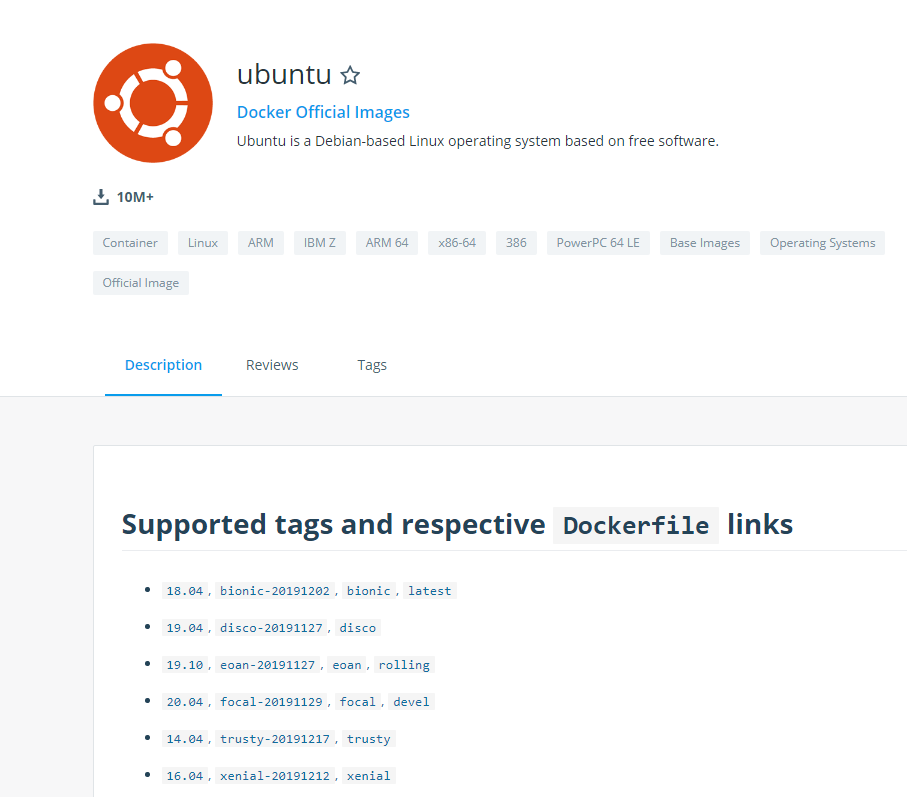 ubuntu
Docker Official Images
Ubuntu is a Debian-based Linux operating system based on free software.
10M+
Container Linux ARM IBM Z ARM 64 x86-64 386 PowerPC 64 LE Base Images Operating Systems
Official Image
Description Reviews Tags
Supported tags and respective Dockerfile links
18.04, bionic-20191202, bionic, latest
19.04, disco-20191127, disco
19.10, eoan-20191127, eoan, rolling
20.04, focal-20191129, focal, devel
14.04, trusty-20191217, trusty
16.04, xenial-20191212, xenial